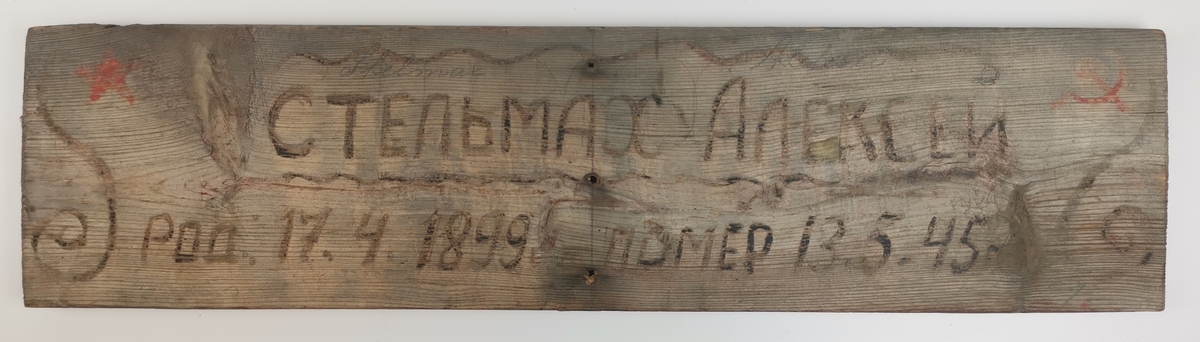 СТЕЛЬМАХ АЛЕКСЕЙ
РОД. 17.4.1899 ПОМЕР 13.5.45.